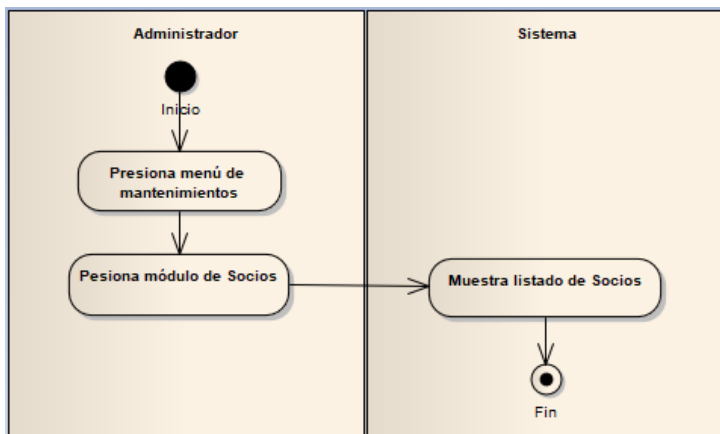 Administrador
Sistema
Inicio
Presiona menú de
mantenimientos
Pesiona módulo de Socios
Muestra listado de Socios
Fin